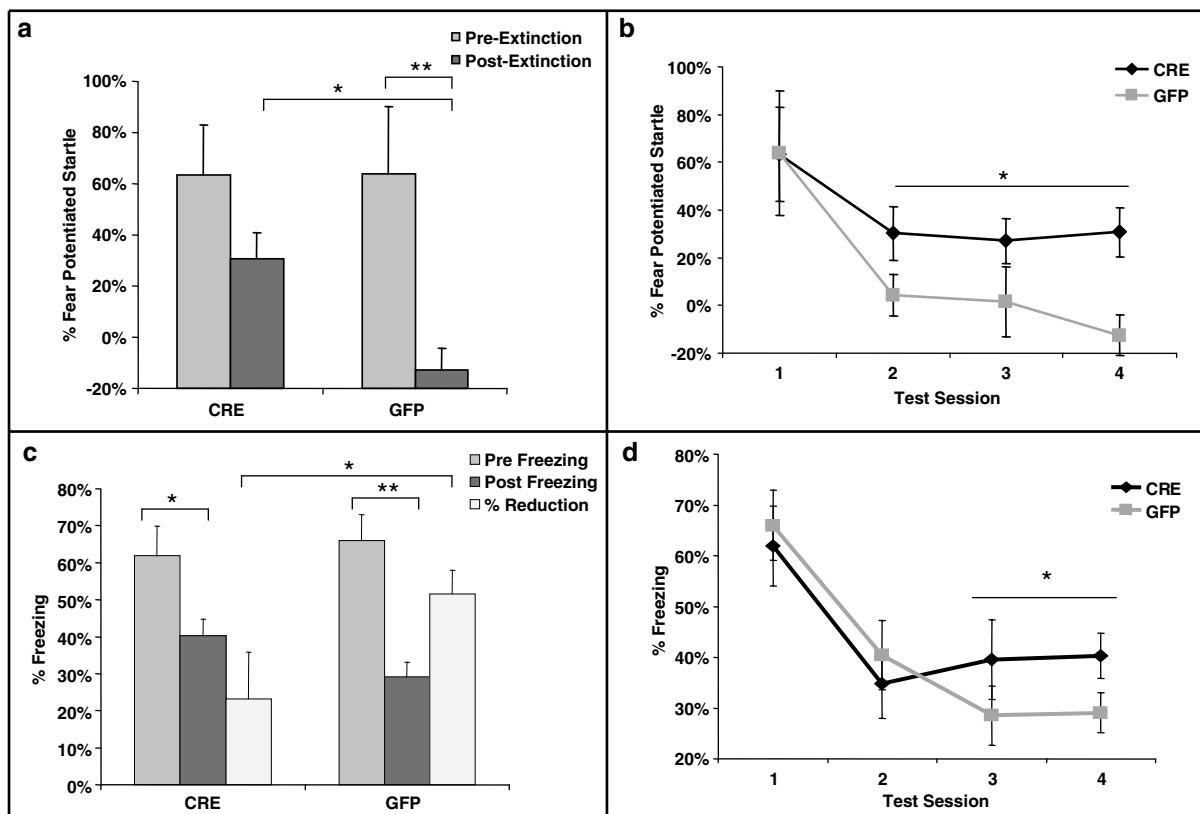 a
Pre-Extinction
Post-Extinction
*
**
% Fear Potentiated Startle
100%
80%
60%
40%
20%
0%
-20%
CRE
GFP
b
CRE
GFP
% Fear Potentiated Startle
100%
80%
60%
40%
20%
0%
-20%
*
1 2 3 4
Test Session
c
Pre Freezing
Post Freezing
% Reduction
*
*
**
% Freezing
80%
70%
60%
50%
40%
30%
20%
10%
0%
CRE
GFP
d
CRE
GFP
% Freezing
80%
70%
60%
50%
40%
30%
20%
*
1 2 3 4
Test Session